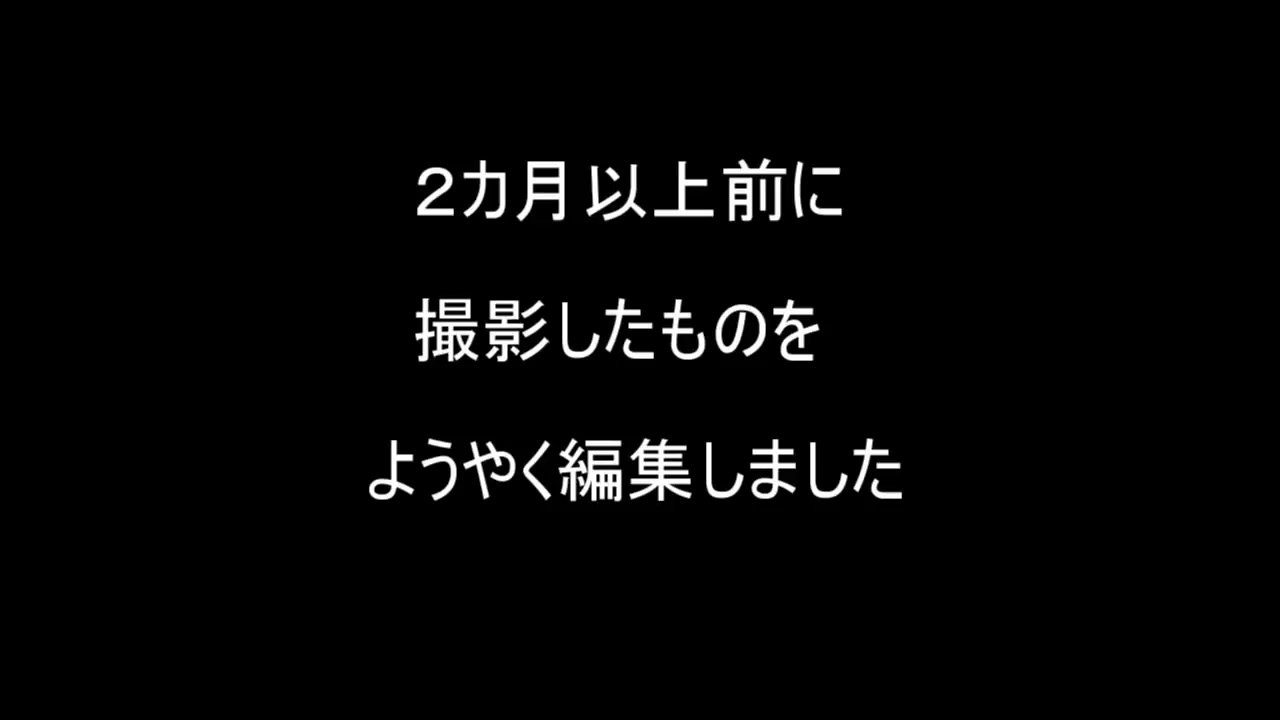 ２カ月以上前に
撮影したものを
ようやく編集しました